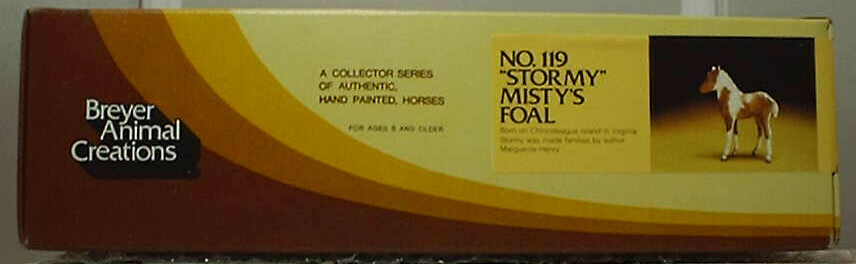 Breyer
Animal
Creations
A COLLECTOR SERIES
OF AUTHENTIC,
HAND PAINTED, HORSES
FOR AGES 6 AND OLDER
NO. 119
"STORMY"
MISTY'S
FOAL
Born on Chincoteague Island in Virginia
Stormy was made famous by author
Marguerite Henry